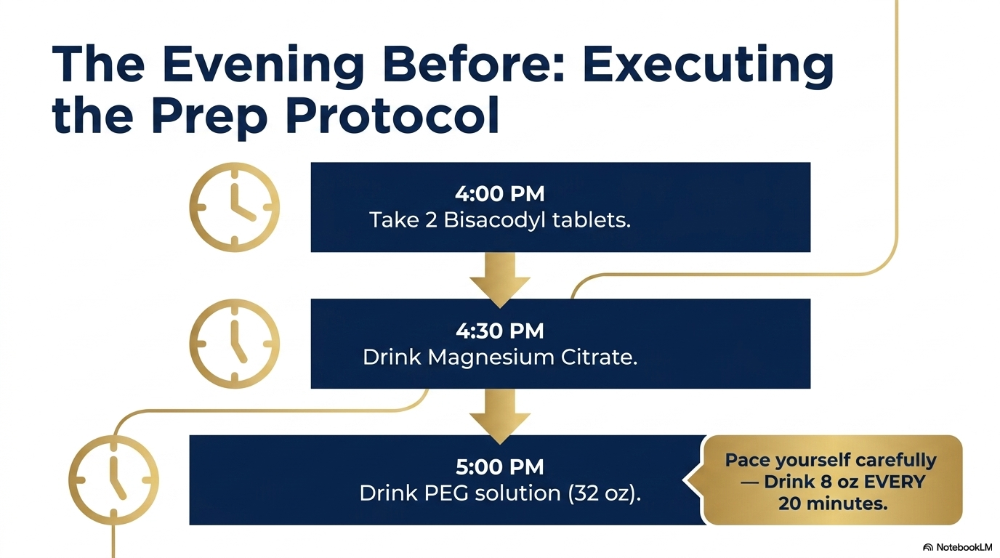 The Evening Before: Executing
the Prep Protocol
4:00 PM
Take 2 Bisacodyl tablets.
4:30 PM
Drink Magnesium Citrate.
5:00 PM
Drink PEG solution (32 oz).
Pace yourself carefully
— Drink 8 oz EVERY
20 minutes.
NotebookLM